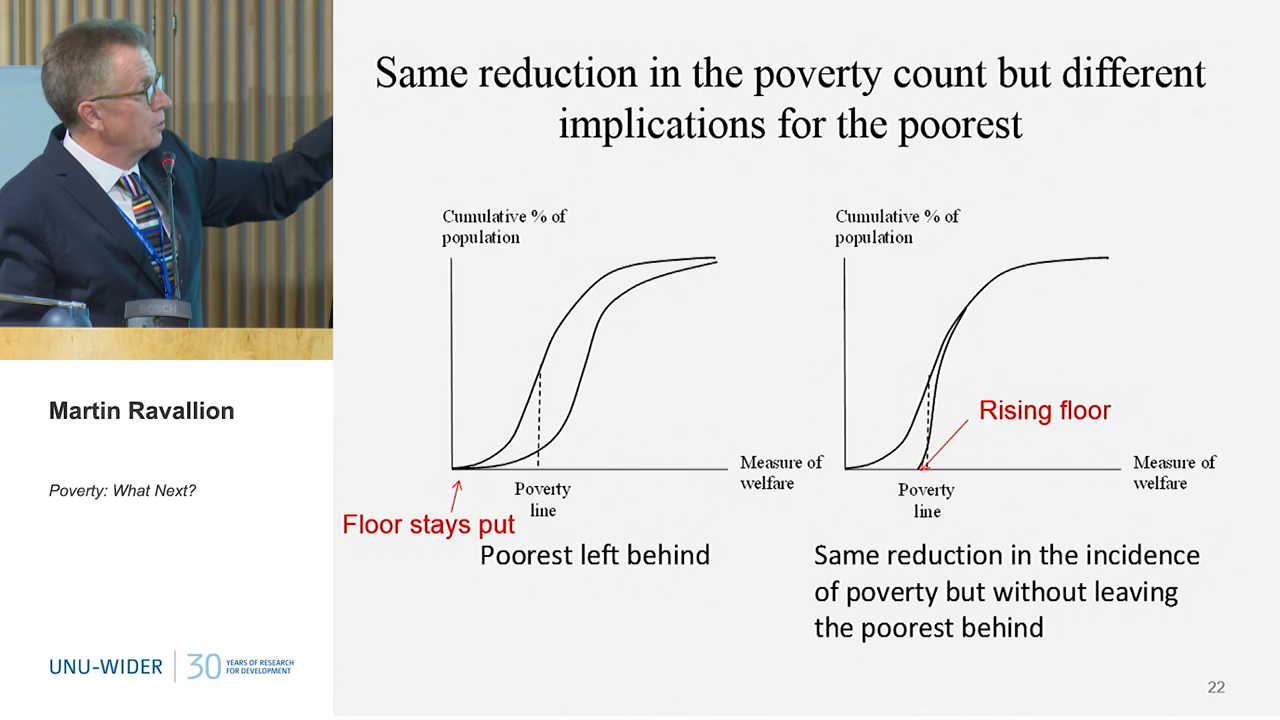 Same reduction in the poverty count but different
implications for the poorest
Cumulative % of
population
Measure of
welfare
Poverty
line
Floor stays put
Poorest left behind
Cumulative % of
population
Rising floor
Measure of
welfare
Poverty
line
Same reduction in the incidence
of poverty but without leaving
the poorest behind
22
BOSCH
Martin Ravallion
Poverty: What Next?
UNU-WIDER
30 YEARS OF RESEARCH
FOR DEVELOPMENT